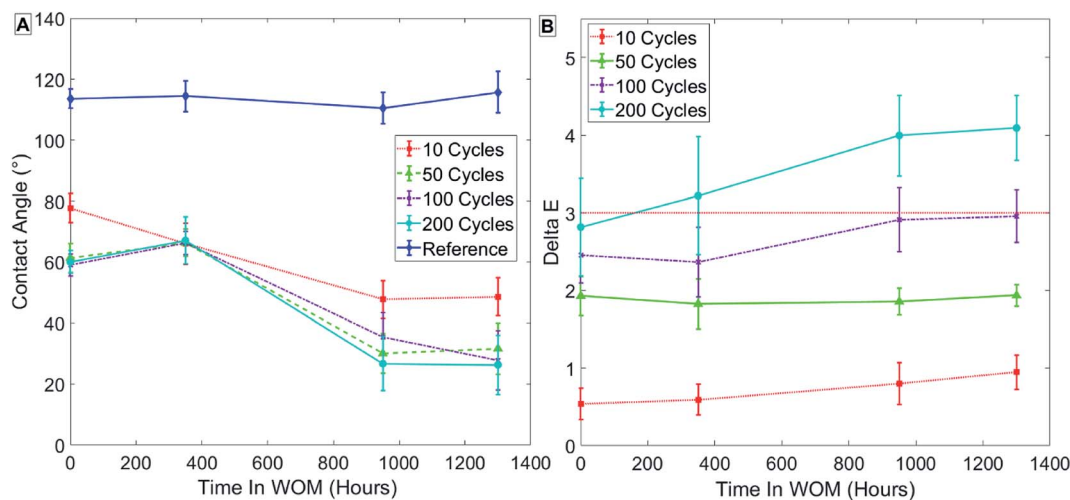 A
140
120
100
80
60
40
20
0
Contact Angle (°)
10 Cycles
50 Cycles
100 Cycles
200 Cycles
Reference
0 200 400 600 800 1000 1200 1400
Time In WOM (Hours)
B
5
4
3
2
1
0
Delta E
10 Cycles
50 Cycles
100 Cycles
200 Cycles
0 200 400 600 800 1000 1200 1400
Time In WOM (Hours)